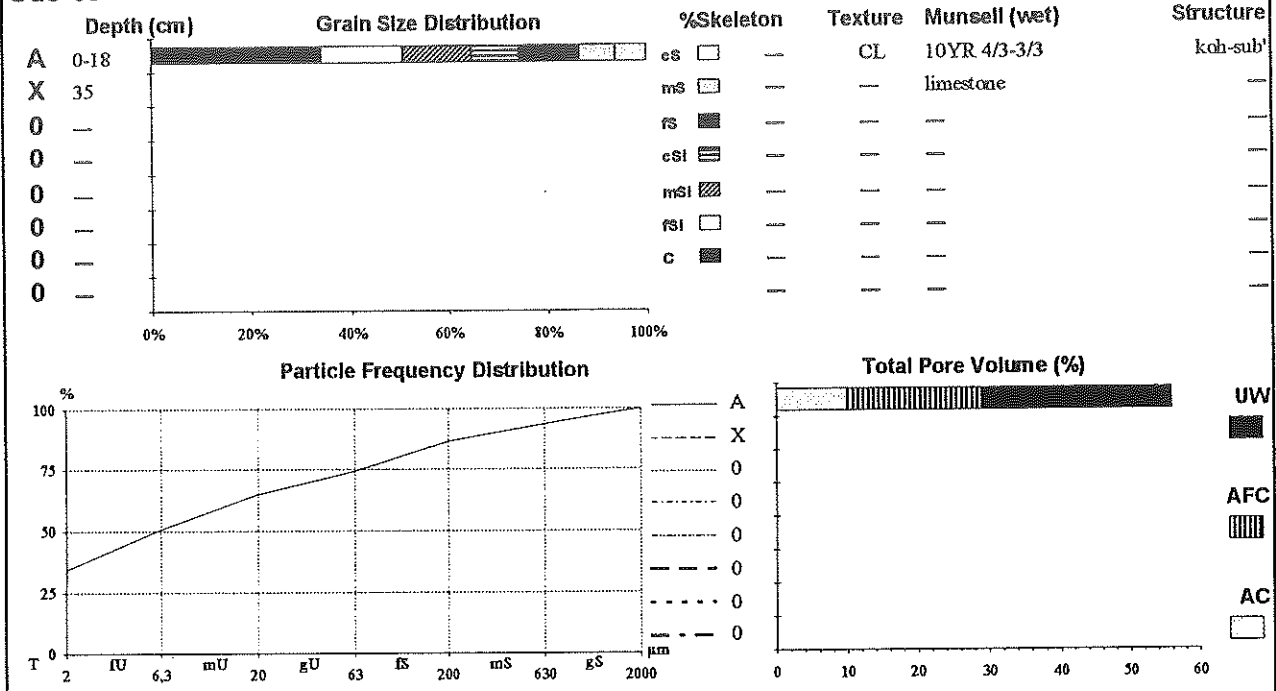 Depth (cm) Grain Size Distribution %Skeleton Texture Munsell (wet) Structure
A 0-18 cS — CL 10YR 4/3-3/3 koh-sub'
X 35 mS — — limestone —
0 — fS — — — —
0 — cSl — — — —
0 — mSl — — — —
0 — fSl — — — —
0 — C — — — —
0 — — — — —
0% 20% 40% 60% 80% 100%
Particle Frequency Distribution
%
100
75
50
25
0
T fU mU gU fS mS gS µm
2 6,3 20 63 200 630 2000
A
X
0
0
0
0
0
0
Total Pore Volume (%)
UW
AFC
AC
0 10 20 30 40 50 60